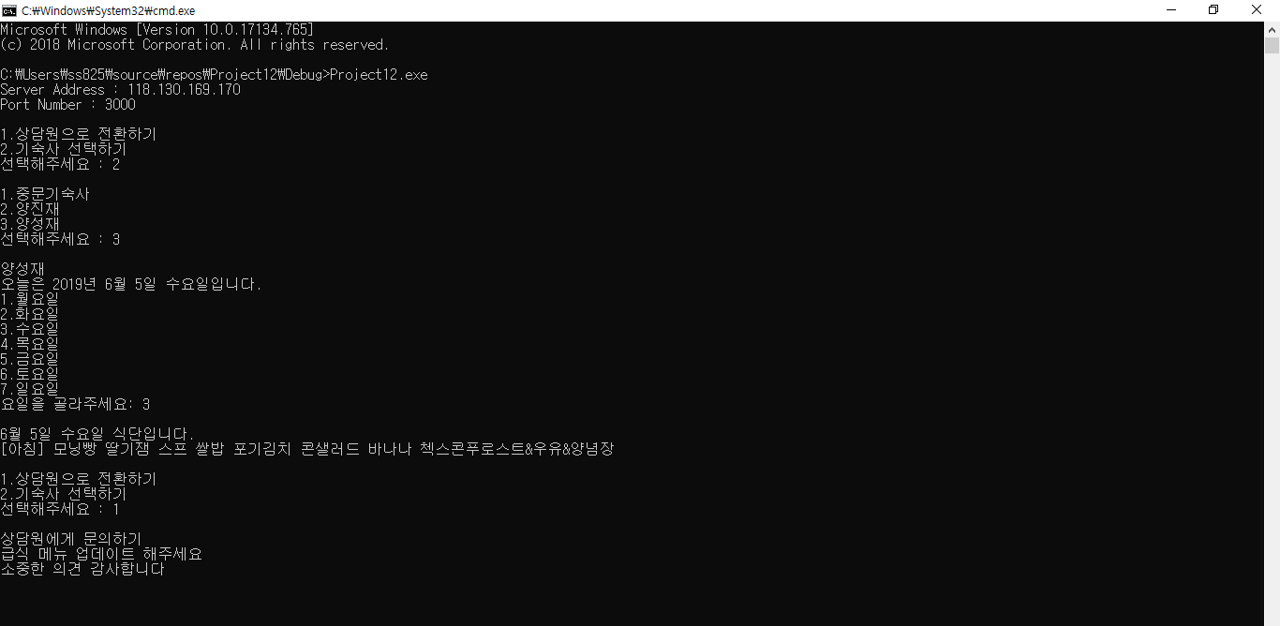 C:₩Windows₩System32₩cmd.exe
Microsoft Windows [Version 10.0.17134.765]
(c) 2018 Microsoft Corporation. All rights reserved.
C:₩Users₩ss825₩source₩repos₩Project12₩Debug>Project12.exe
Server Address : 118.130.169.170
Port Number : 3000
1.상담원으로 전환하기
2.기숙사 선택하기
선택해주세요 : 2
1.중문기숙사
2.양진재
3.양성재
선택해주세요 : 3
양성재
오늘은 2019년 6월 5일 수요일입니다.
1.월요일
2.화요일
3.수요일
4.목요일
5.금요일
6.토요일
7.일요일
요일을 골라주세요: 3
6월 5일 수요일 식단입니다.
[아침] 모닝빵 딸기잼 스프 쌀밥 포기김치 콘샐러드 바나나 첵스콘푸로스트&우유&양념장
1.상담원으로 전환하기
2.기숙사 선택하기
선택해주세요 : 1
상담원에게 문의하기
급식 메뉴 업데이트 해주세요
소중한 의견 감사합니다